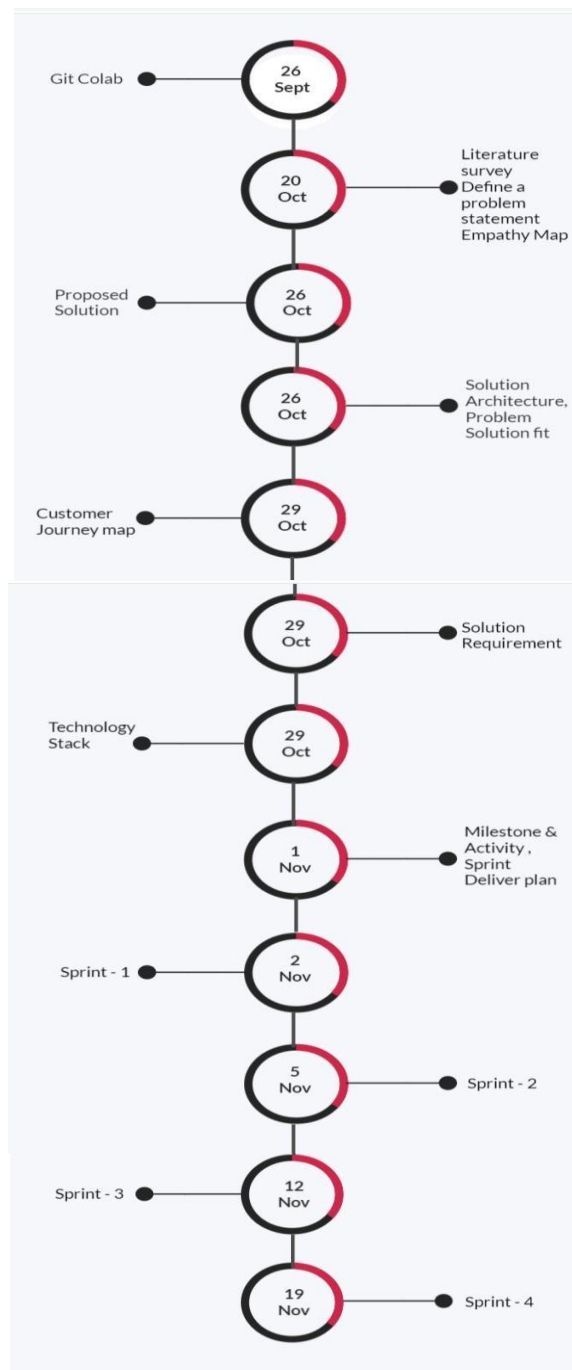 Git Colab
26
Sept
20
Oct
Literature
survey
Define a
problem
statement
Empathy Map
Proposed
Solution
26
Oct
26
Oct
Solution
Architecture,
Problem
Solution fit
Customer
Journey map
29
Oct
29
Oct
Solution
Requirement
Technology
Stack
29
Oct
1
Nov
Milestone &
Activity ,
Sprint
Deliver plan
Sprint - 1
2
Nov
5
Nov
Sprint - 2
Sprint - 3
12
Nov
19
Nov
Sprint - 4